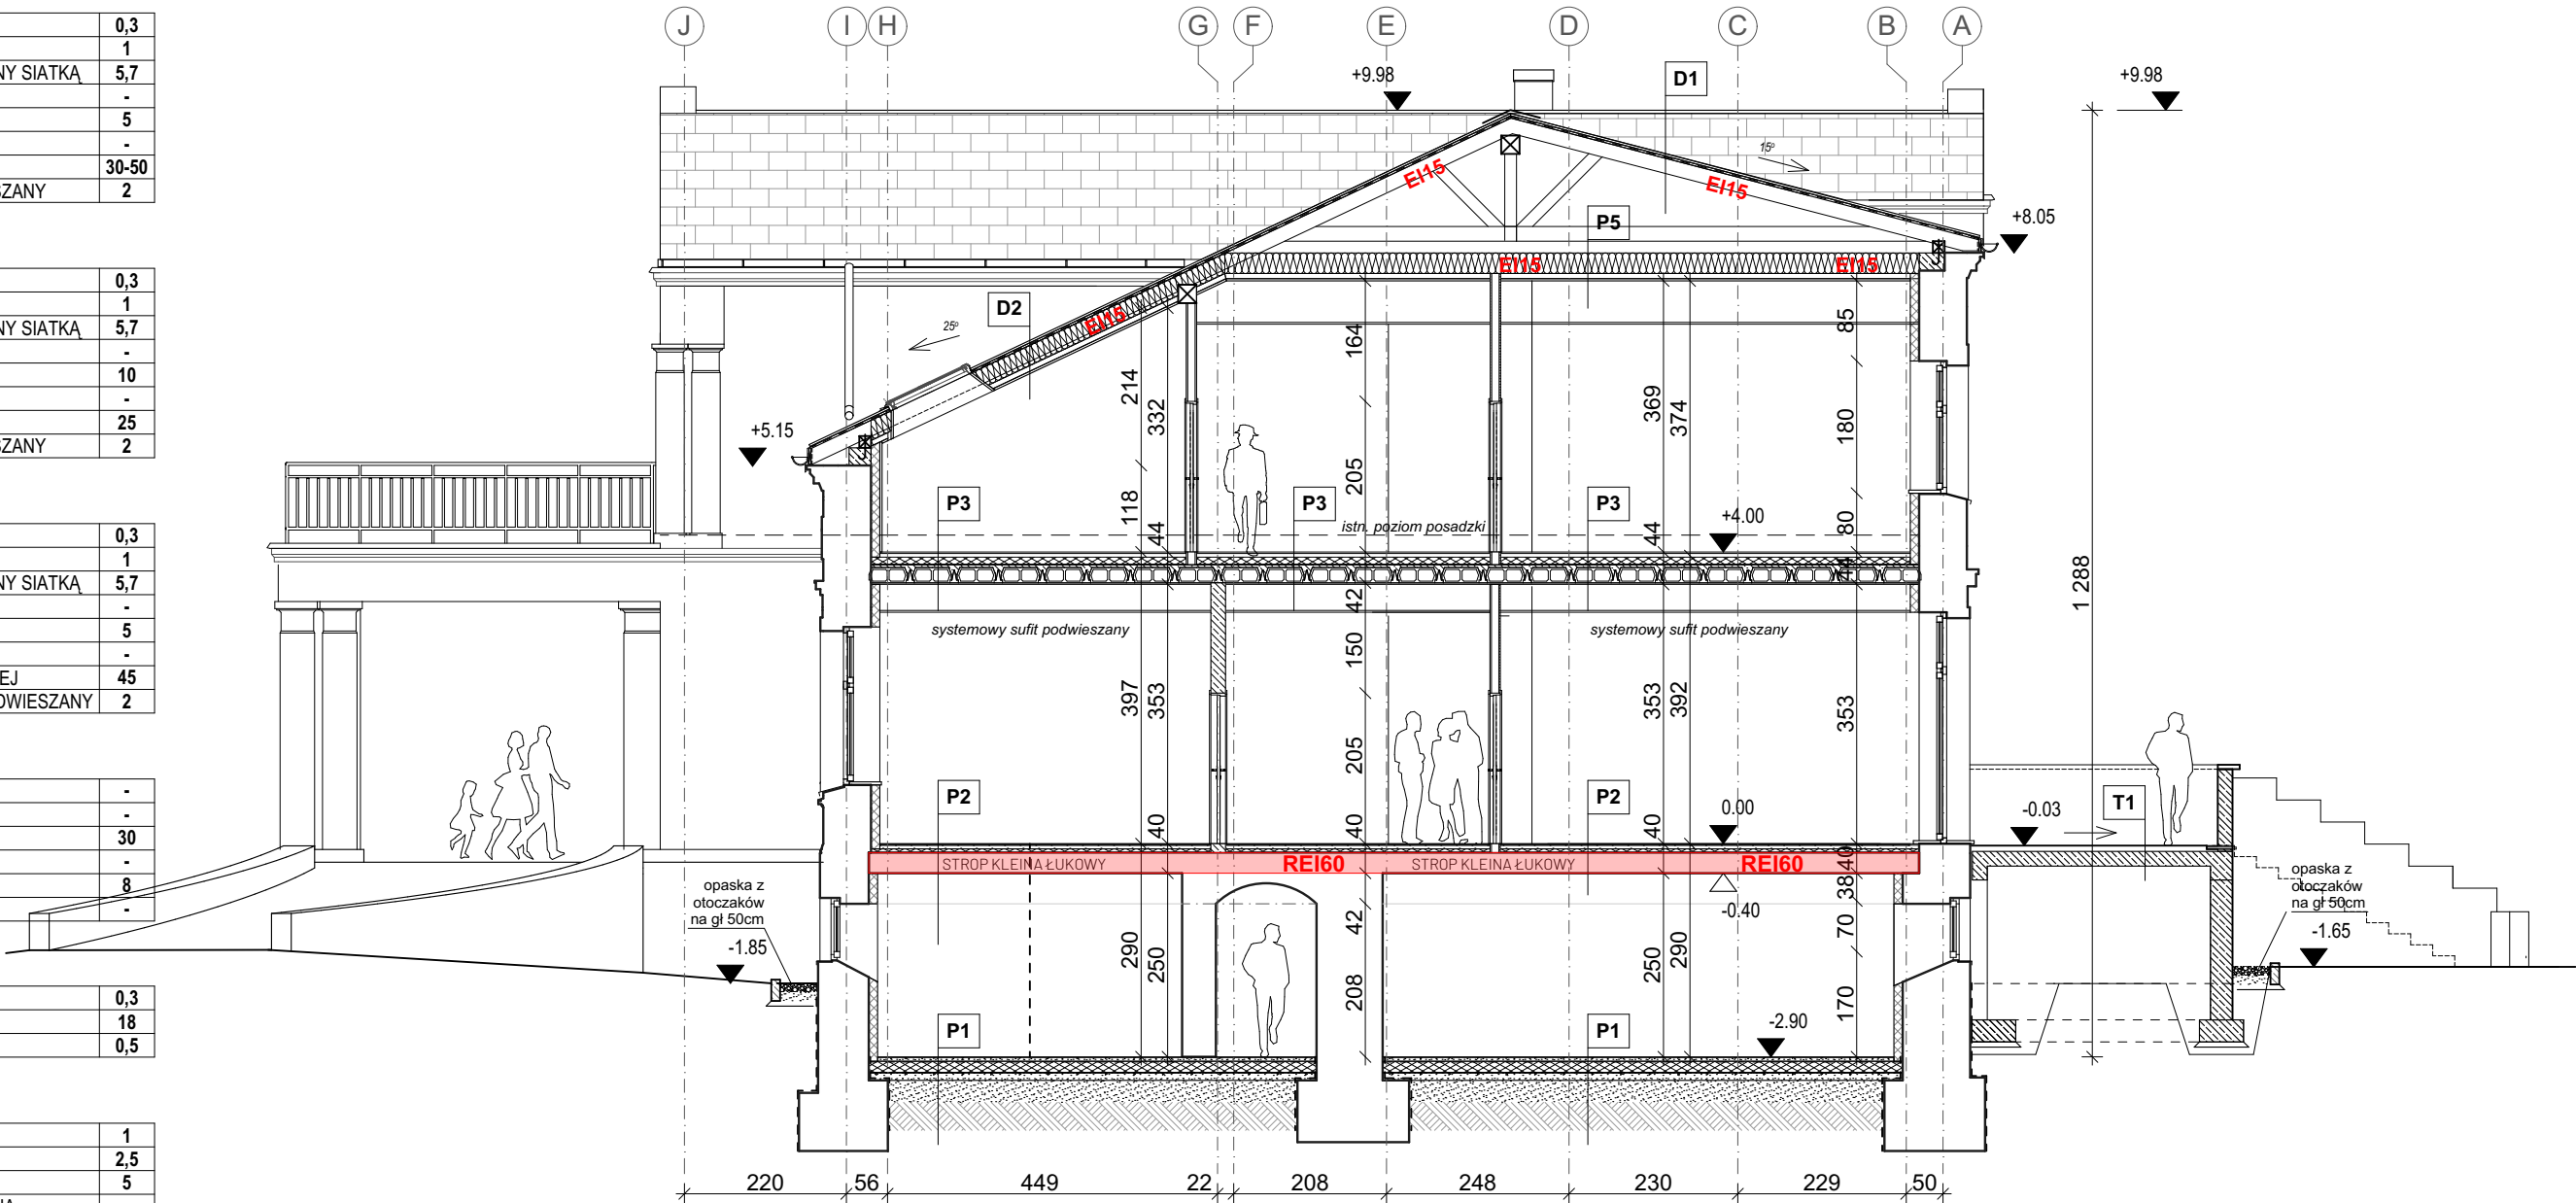 0,3
1
NY SIATKĄ 5,7
-
5
-
30-50
SZANY 2
0,3
1
NY SIATKĄ 5,7
-
10
-
25
SZANY 2
0,3
1
NY SIATKĄ 5,7
-
5
-
EJ 45
DWIESZANY 2
-
-
30
-
8
-
0,3
18
0,5
1
2,5
5
J I H G F E D C B A
+9.98 D1 +9.98
15º
EI15 EI15
P5
+8.05
EI15 EI15
D2
25º
EI15
+5.15
214 332 164 369 374 85
180
118 44 205 44 80
P3 P3 P3
istn. poziom posadzki
+4.00
44
1 288
42
systemowy sufit podwieszany
systemowy sufit podwieszany
397 353 150 353 392 353
205
P2 P2
40 40 40
0.00
-0.03
T1
STROP KLEINA ŁUKOWY REI60 STROP KLEINA ŁUKOWY REI60
40
38
-0.40
opaska z
otoczaków
na gł 50cm
-1.85
opaska z
otoczaków
na gł 50cm
-1.65
290 250 42 250 290 70
208 170
P1 P1
-2.90
220 56 449 22 208 248 230 229 50